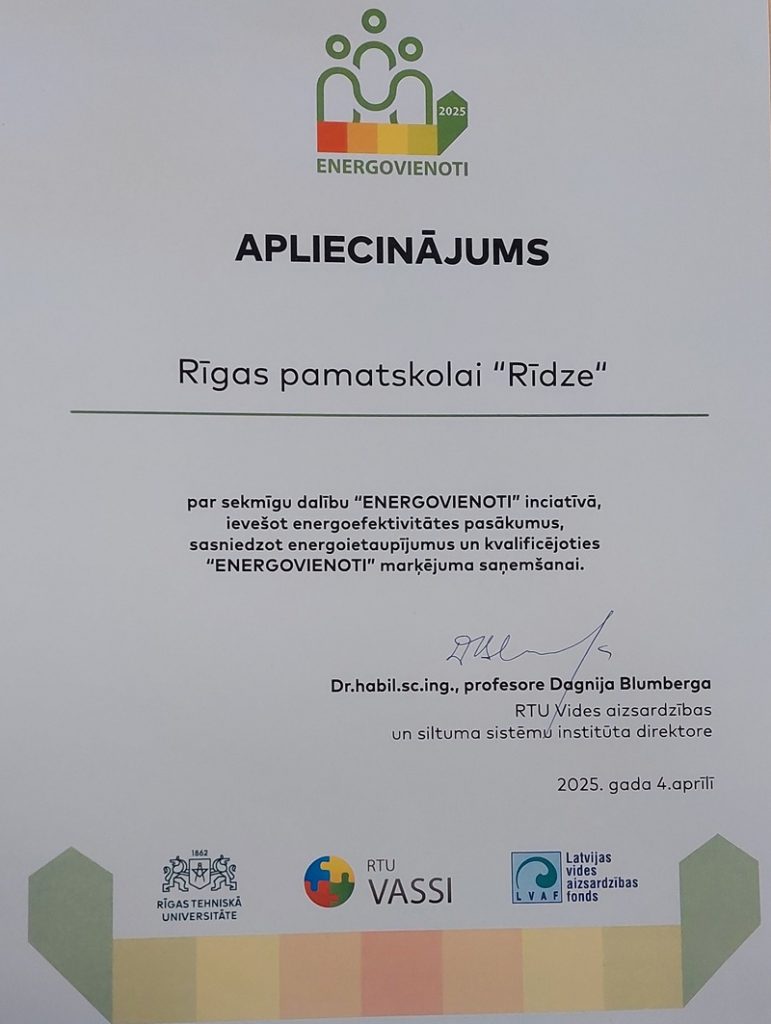 2025
ENERGOVIENOTI
APLIECINĀJUMS
Rīgas pamatskolai “Rīdze“
par sekmīgu dalību “ENERGOVIENOTI” inciatīvā,
ievešot energoefektivitātes pasākumus,
sasniedzot energoietaupījumus un kvalificējoties
“ENERGOVIENOTI” marķējuma saņemšanai.
Dr.habil.sc.ing., profesore Dagnija Blumberga
RTU Vides aizsardzības
un siltuma sistēmu institūta direktore
2025. gada 4.aprīlī
1862
RĪGAS TEHNISKĀ
UNIVERSITĀTE
RTU
VASSI
LVAF
Latvijas
vides
aizsardzības
fonds